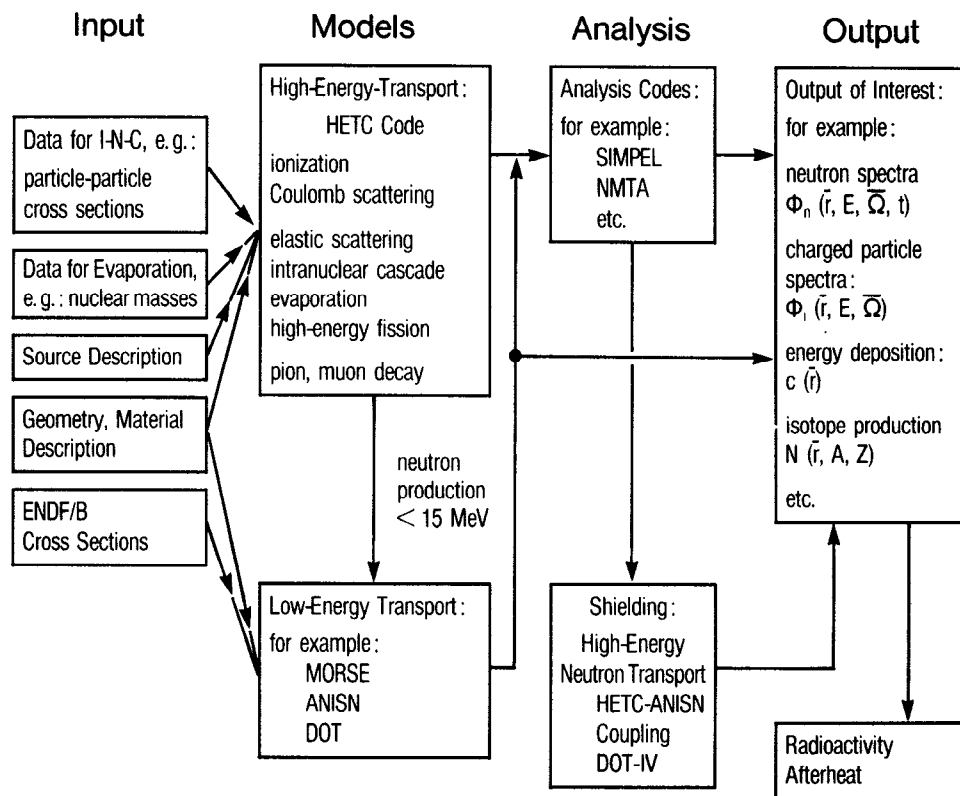 Input
Models
Analysis
Output
Data for I-N-C, e.g.:
particle-particle
cross sections
Data for Evaporation,
e.g.: nuclear masses
Source Description
Geometry, Material
Description
ENDF/B
Cross Sections
High-Energy-Transport:
HETC Code
ionization
Coulomb scattering
elastic scattering
intranuclear cascade
evaporation
high-energy fission
pion, muon decay
neutron
production
< 15 MeV
Low-Energy Transport:
for example:
MORSE
ANISN
DOT
Analysis Codes:
for example:
SIMPEL
NMTA
etc.
Shielding:
High-Energy
Neutron Transport
HETC-ANISN
Coupling
DOT-IV
Output of Interest:
for example:
neutron spectra
Φn (r̄, E, Ω̄, t)
charged particle
spectra:
Φi (r̄, E, Ω̄)
energy deposition:
c (r̄)
isotope production
N (r̄, A, Z)
etc.
Radioactivity
Afterheat